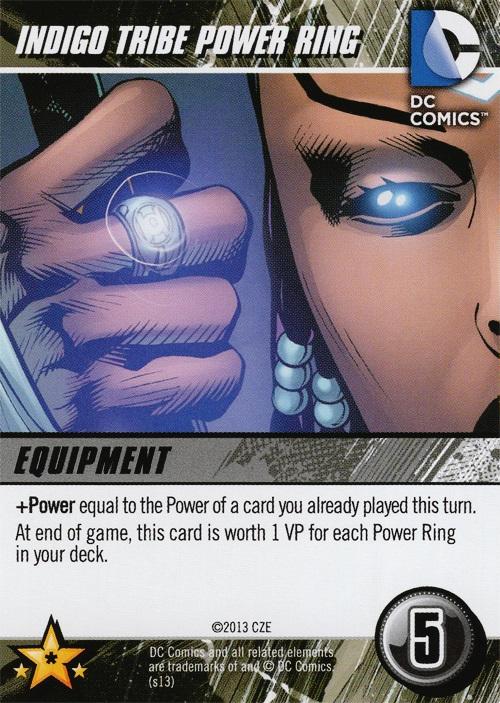 INDIGO TRIBE POWER RING
DC
DC
COMICS™
EQUIPMENT
+Power equal to the Power of a card you already played this turn.
At end of game, this card is worth 1 VP for each Power Ring
in your deck.
©2013 CZE
*
DC Comics and all related elements
are trademarks of and © DC Comics.
(s13)
5